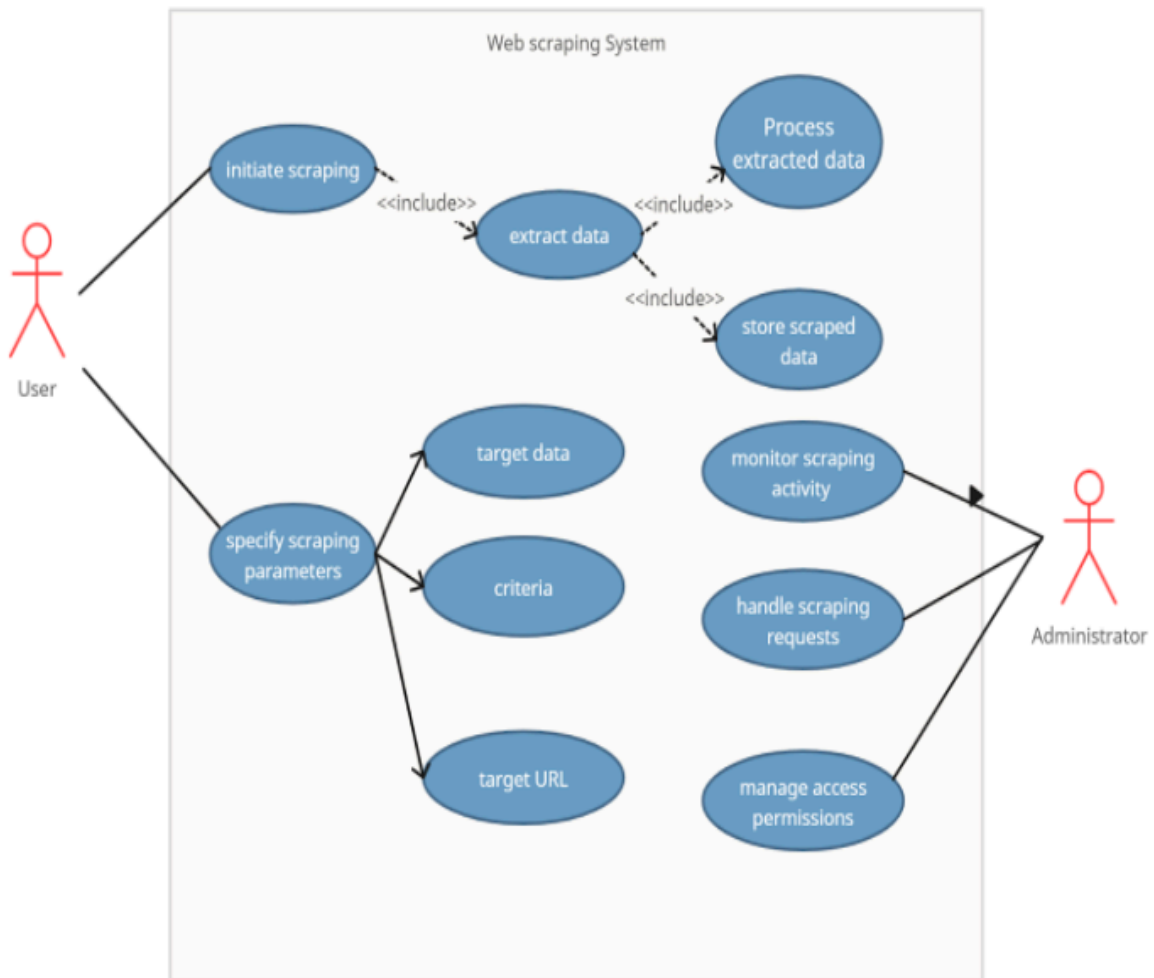 Web scraping System
initiate scraping
<<include>>
extract data
<<include>>
Process
extracted data
<<include>>
store scraped
data
User
specify scraping
parameters
target data
criteria
target URL
monitor scraping
activity
handle scraping
requests
manage access
permissions
Administrator